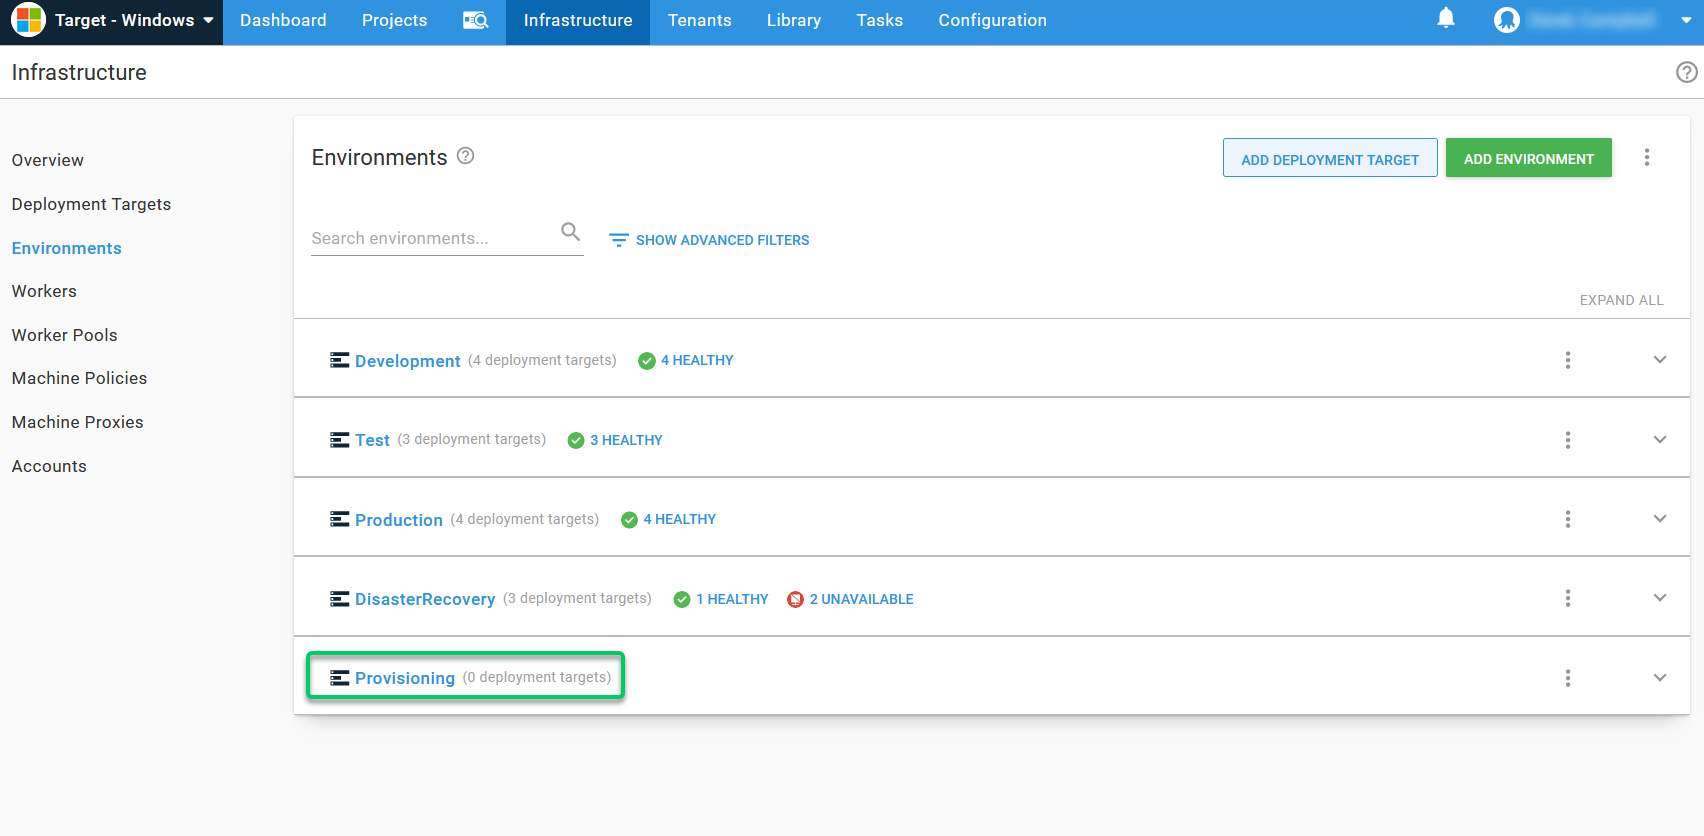 Target - Windows
Dashboard
Projects
Infrastructure
Tenants
Library
Tasks
Configuration
Infrastructure
Overview
Deployment Targets
Environments
Workers
Worker Pools
Machine Policies
Machine Proxies
Accounts
Environments
ADD DEPLOYMENT TARGET
ADD ENVIRONMENT
Search environments...
SHOW ADVANCED FILTERS
EXPAND ALL
Development (4 deployment targets) 4 HEALTHY
Test (3 deployment targets) 3 HEALTHY
Production (4 deployment targets) 4 HEALTHY
DisasterRecovery (3 deployment targets) 1 HEALTHY 2 UNAVAILABLE
Provisioning (0 deployment targets)